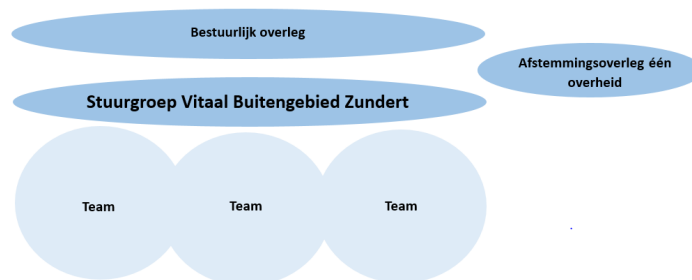 Bestuurlijk overleg
Afstemmingsoverleg één
overheid
Stuurgroep Vitaal Buitengebied Zundert
Team
Team
Team